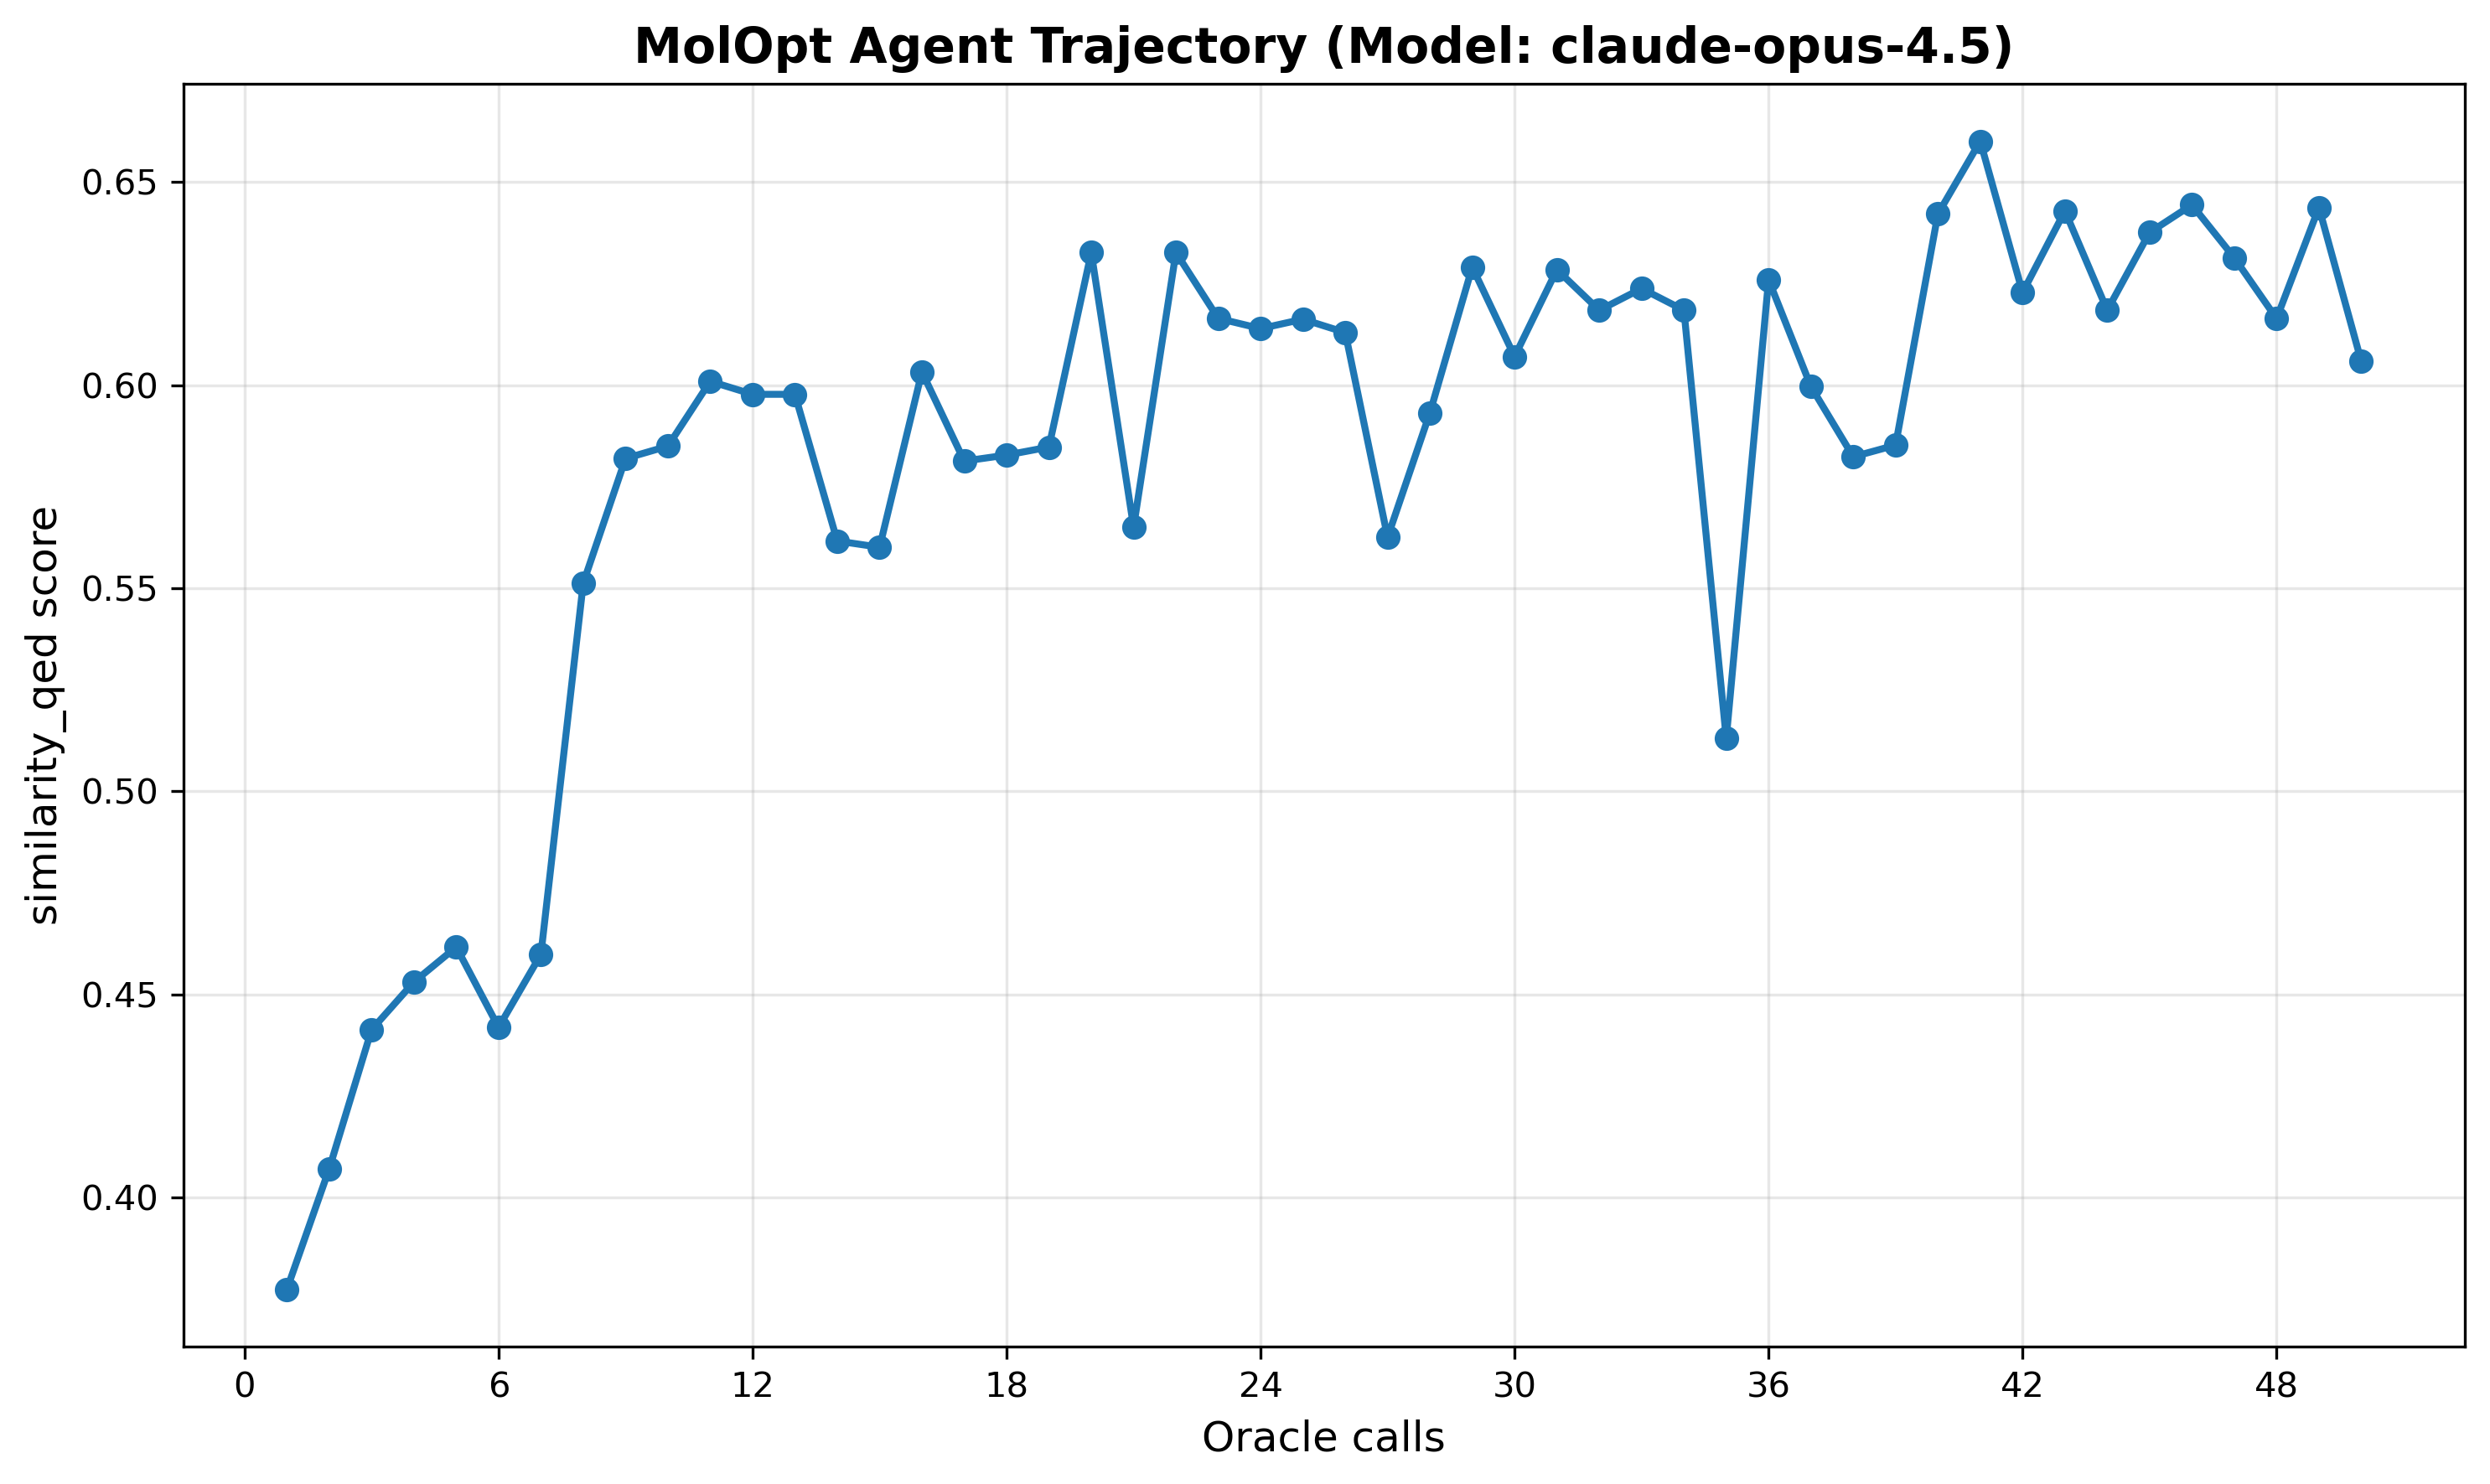 MolOpt Agent Trajectory (Model: claude-opus-4.5)
similarity_qed score
0.65
0.60
0.55
0.50
0.45
0.40
0 6 12 18 24 30 36 42 48
Oracle calls